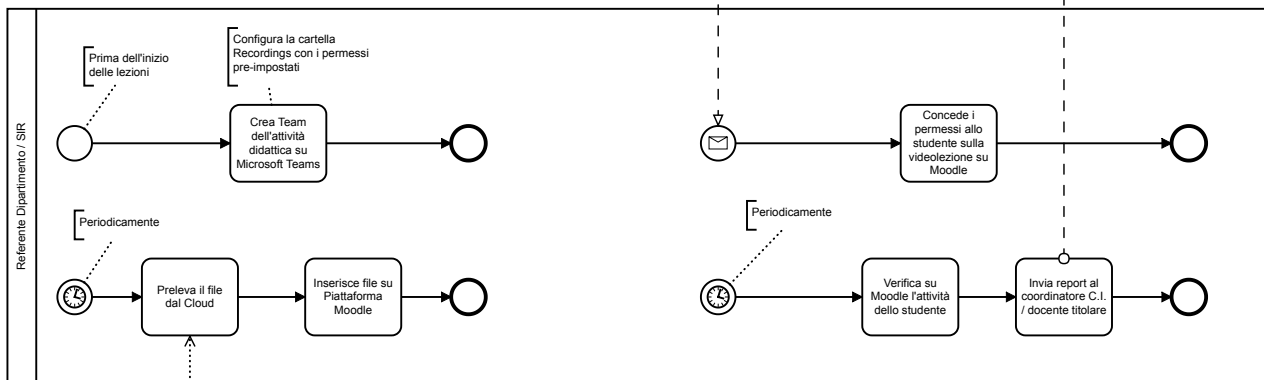 Referente Dipartimento / SIR
Prima dell'inizio
delle lezioni
Configura la cartella
Recordings con i permessi
pre-impostati
Crea Team
dell'attività
didattica su
Microsoft Teams
Concede i
permessi allo
studente sulla
videolezione su
Moodle
Periodicamente
Preleva il file
dal Cloud
Inserisce file su
Piattaforma
Moodle
Periodicamente
Verifica su
Moodle l'attività
dello studente
Invia report al
coordinatore C.I.
/ docente titolare